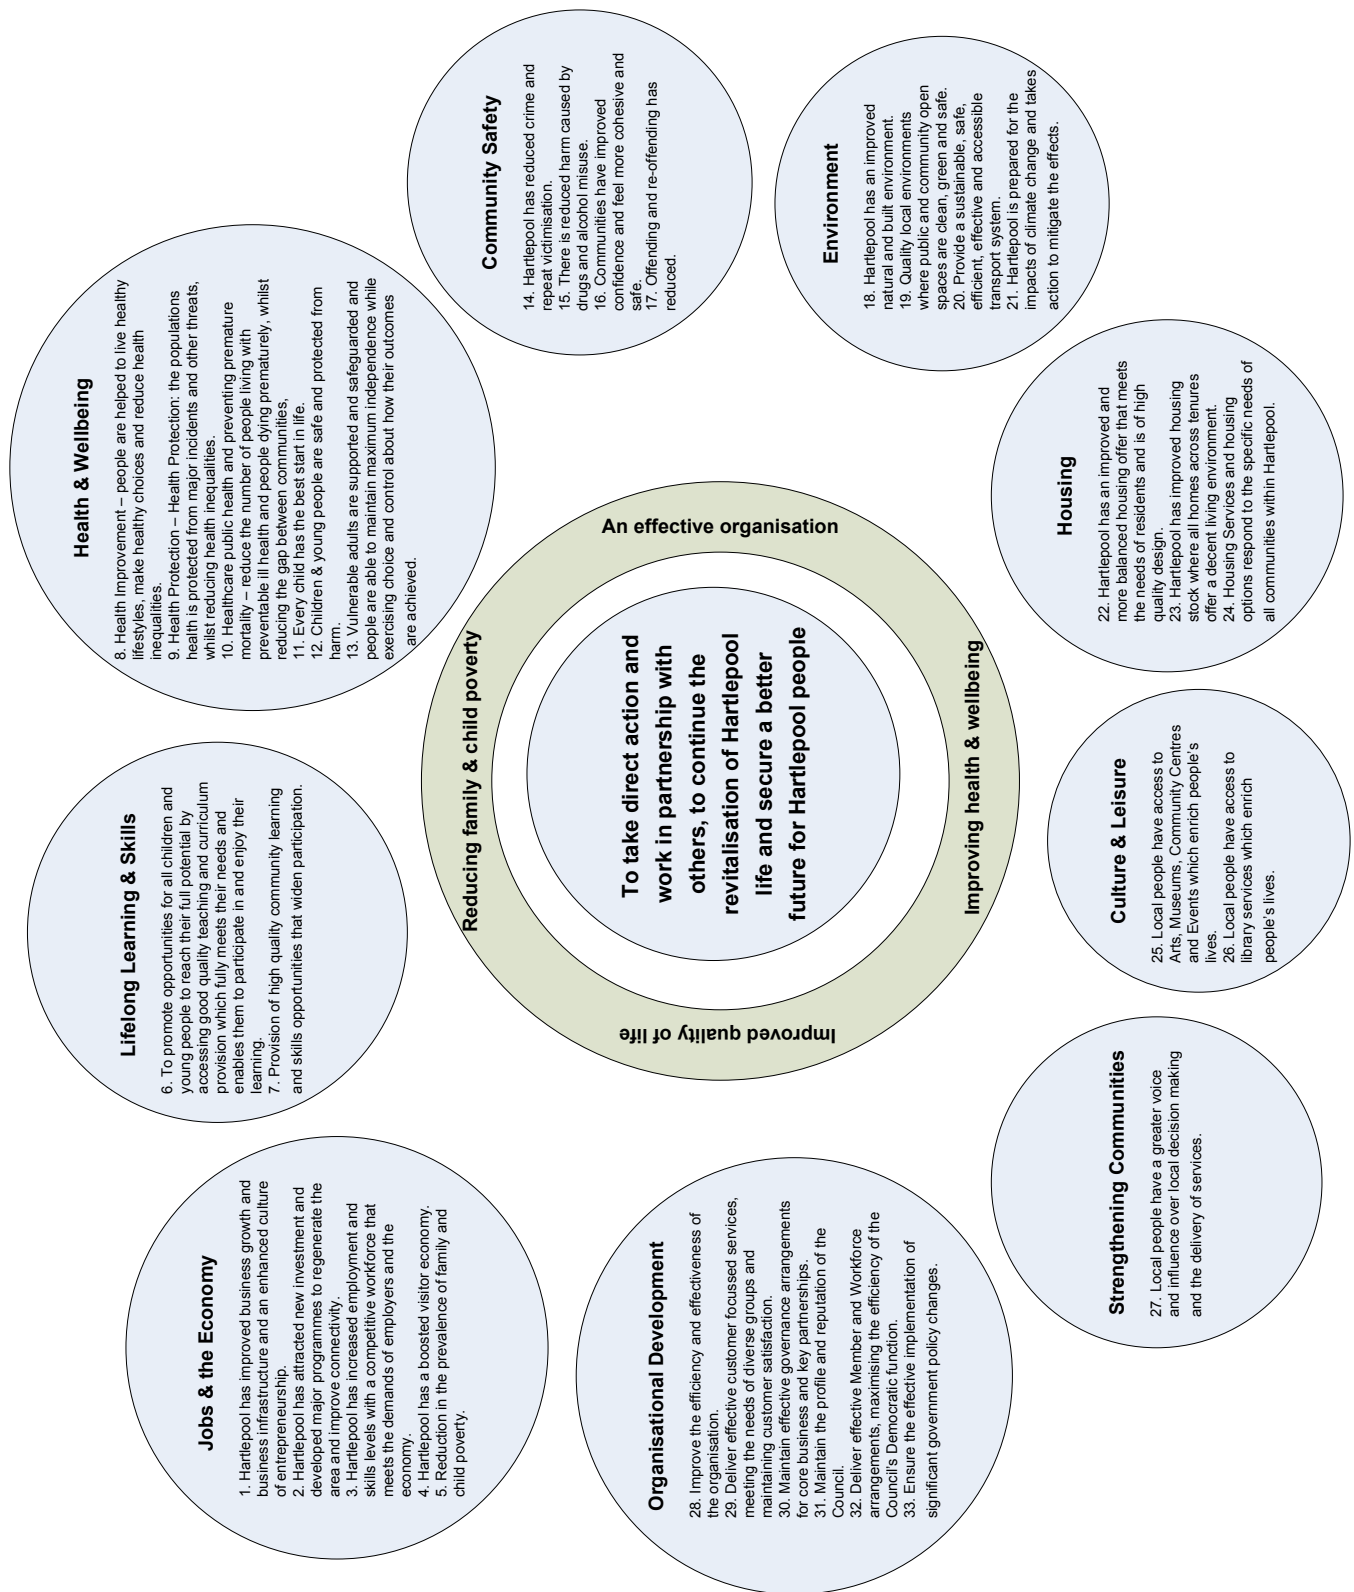 Jobs & the Economy
1. Hartlepool has improved business growth and
business infrastructure and an enhanced culture
of entrepreneurship.
2. Hartlepool has attracted new investment and
developed major programmes to regenerate the
area and improve connectivity.
3. Hartlepool has increased employment and
skills levels with a competitive workforce that
meets the demands of employers and the
economy.
4. Hartlepool has a boosted visitor economy.
5. Reduction in the prevalence of family and
child poverty.
Lifelong Learning & Skills
6. To promote opportunities for all children and
young people to reach their full potential by
accessing good quality teaching and curriculum
provision which fully meets their needs and
enables them to participate in and enjoy their
learning.
7. Provision of high quality community learning
and skills opportunities that widen participation.
Health & Wellbeing
8. Health Improvement – people are helped to live healthy
lifestyles, make healthy choices and reduce health
inequalities.
9. Health Protection – Health Protection: the populations
health is protected from major incidents and other threats,
whilst reducing health inequalities.
10. Healthcare public health and preventing premature
mortality – reduce the number of people living with
preventable ill health and people dying prematurely, whilst
reducing the gap between communities,
11. Every child has the best start in life.
12. Children & young people are safe and protected from
harm.
13. Vulnerable adults are supported and safeguarded and
people are able to maintain maximum independence while
exercising choice and control about how their outcomes
are achieved.
Community Safety
14. Hartlepool has reduced crime and
repeat victimisation.
15. There is reduced harm caused by
drugs and alcohol misuse.
16. Communities have improved
confidence and feel more cohesive and
safe.
17. Offending and re-offending has
reduced.
Environment
18. Hartlepool has an improved
natural and built environment.
19. Quality local environments
where public and community open
spaces are clean, green and safe.
20. Provide a sustainable, safe,
efficient, effective and accessible
transport system.
21. Hartlepool is prepared for the
impacts of climate change and takes
action to mitigate the effects.
Housing
22. Hartlepool has an improved and
more balanced housing offer that meets
the needs of residents and is of high
quality design.
23. Hartlepool has improved housing
stock where all homes across tenures
offer a decent living environment.
24. Housing Services and housing
options respond to the specific needs of
all communities within Hartlepool.
Culture & Leisure
25. Local people have access to
Arts, Museums, Community Centres
and Events which enrich people's
lives.
26. Local people have access to
library services which enrich
people's lives.
Strengthening Communities
27. Local people have a greater voice
and influence over local decision making
and the delivery of services.
Organisational Development
28. Improve the efficiency and effectiveness of
the organisation.
29. Deliver effective customer focussed services,
meeting the needs of diverse groups and
maintaining customer satisfaction.
30. Maintain effective governance arrangements
for core business and key partnerships.
31. Maintain the profile and reputation of the
Council.
32. Deliver effective Member and Workforce
arrangements, maximising the efficiency of the
Council's Democratic function.
33. Ensure the effective implementation of
significant government policy changes.
Reducing family & child poverty
An effective organisation
Improving health & wellbeing
Improved quality of life
To take direct action and
work in partnership with
others, to continue the
revitalisation of Hartlepool
life and secure a better
future for Hartlepool people